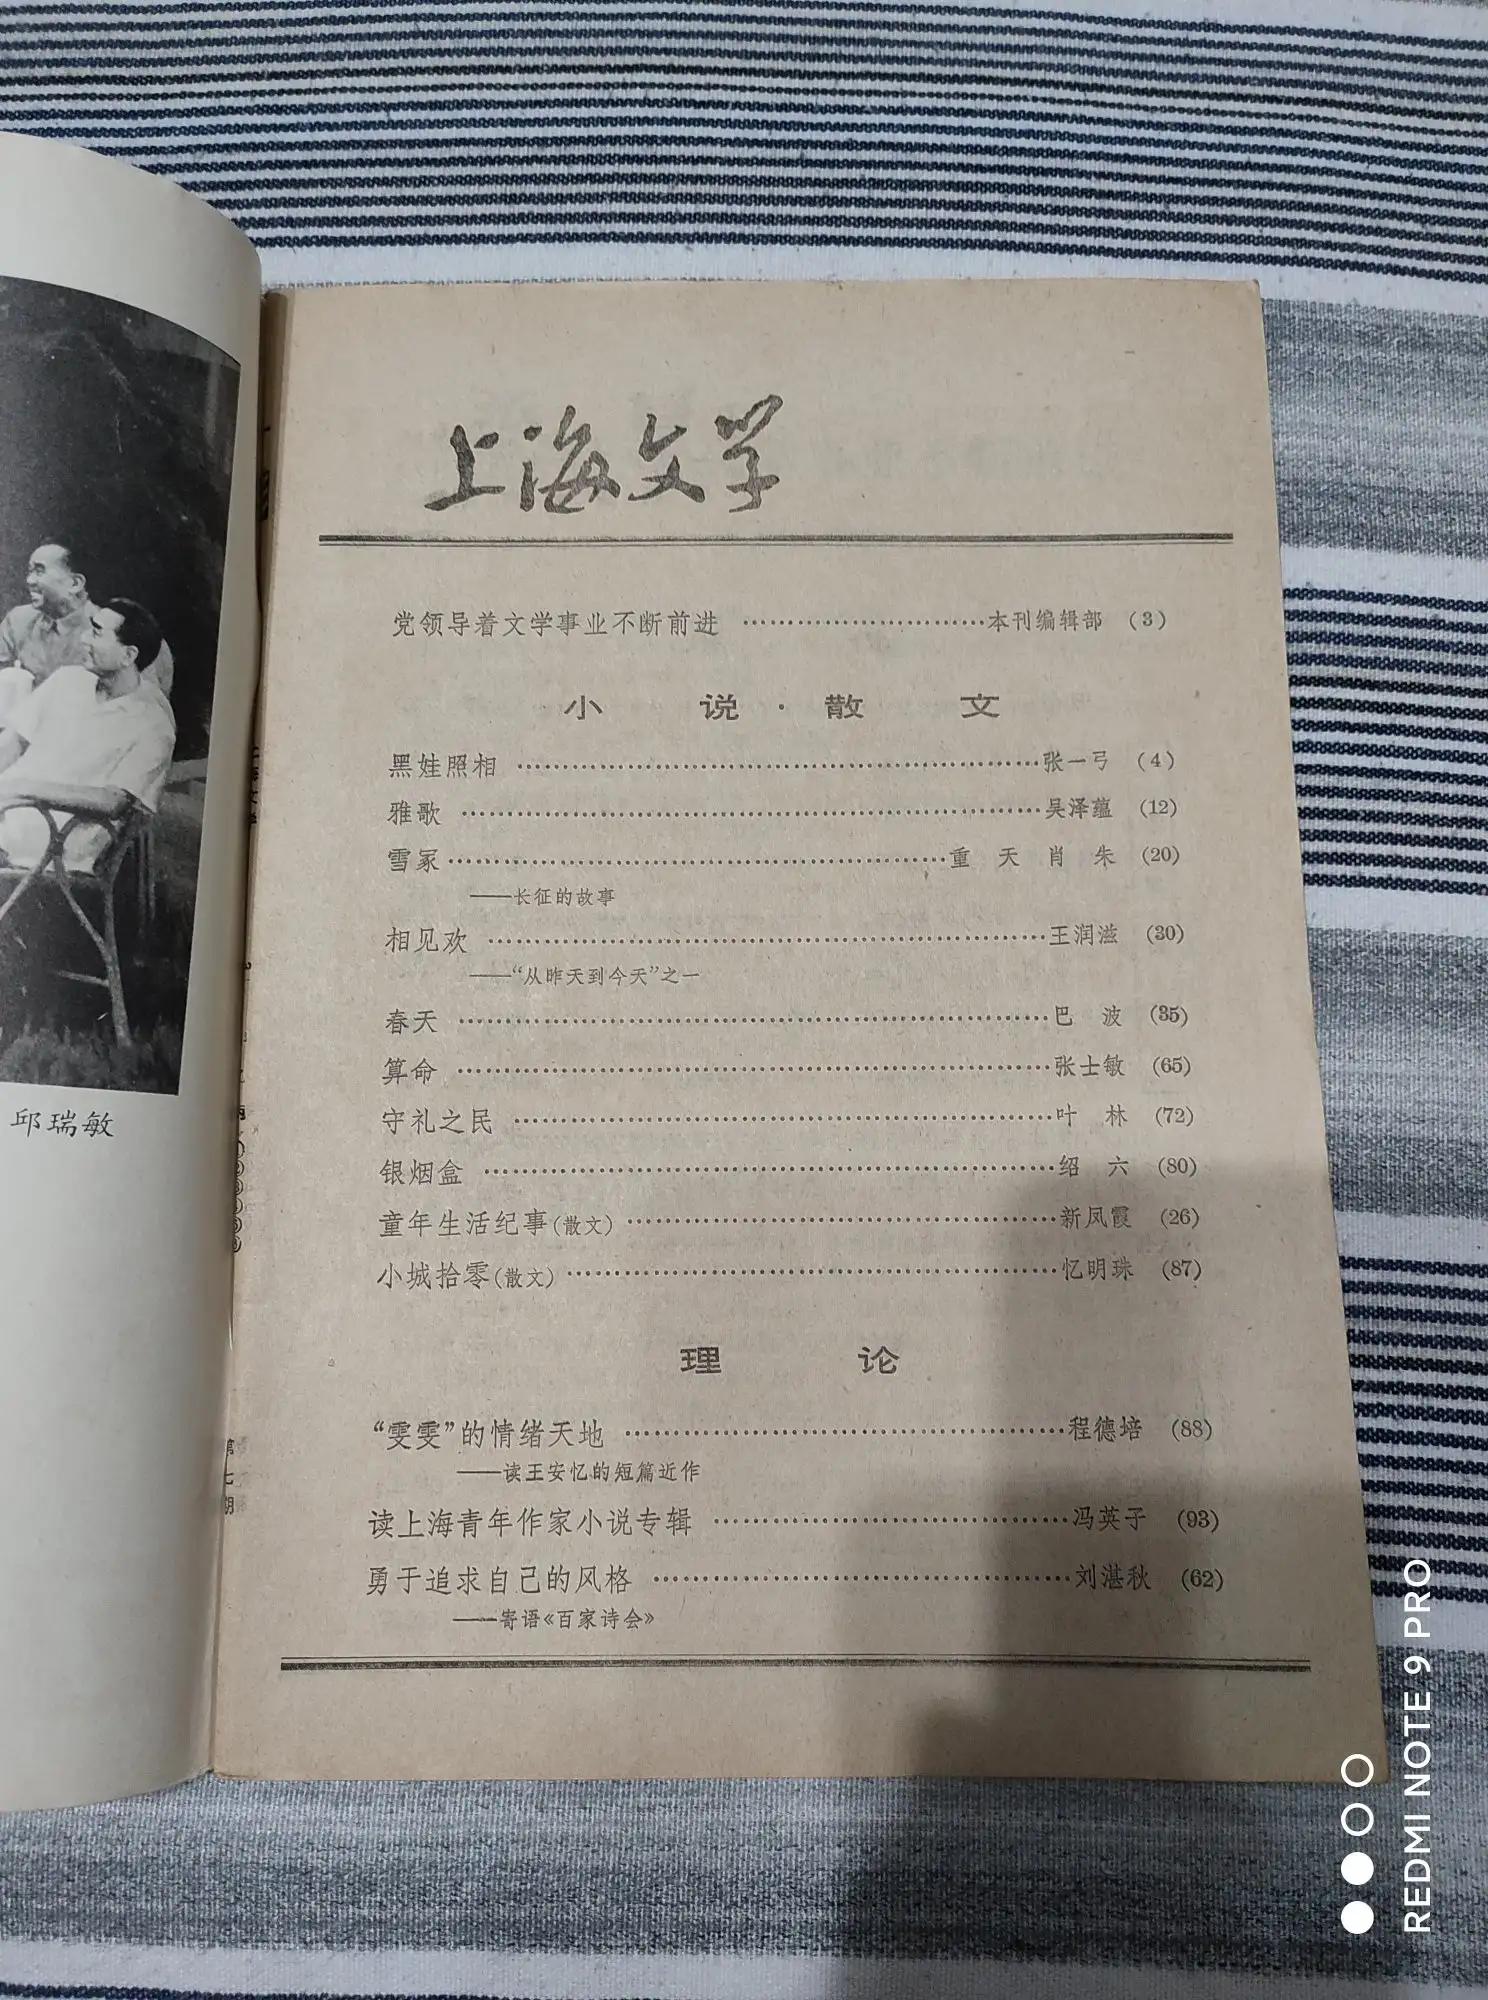 上海文学
党领导着文学事业不断前进 …………………………本刊编辑部 (3)
小说·散文
黑娃照相 ………………………………………………………张一弓 (4)
雅歌 ……………………………………………………………吴泽蕴 (12)
雪冢……………………………………………………重天 肖朱 (20)
——长征的故事
相见欢 …………………………………………………………王润滋 (30)
——“从昨天到今天”之一
春天 ……………………………………………………………巴波 (35)
算命 ……………………………………………………………张士敏 (65)
守礼之民 ………………………………………………………叶林 (72)
银烟盒 …………………………………………………………绍六 (80)
童年生活纪事(散文) ……………………………………………新凤霞 (26)
小城拾零(散文) …………………………………………………忆明珠 (87)
理论
“雯雯”的情绪天地 ……………………………………………程德培 (88)
——读王安忆的短篇近作
读上海青年作家小说专辑 ……………………………………冯英子 (93)
勇于追求自己的风格 …………………………………………刘湛秋 (62)
——寄语《百家诗会》
邱瑞敏
第七期
REDMI NOTE 9 PRO